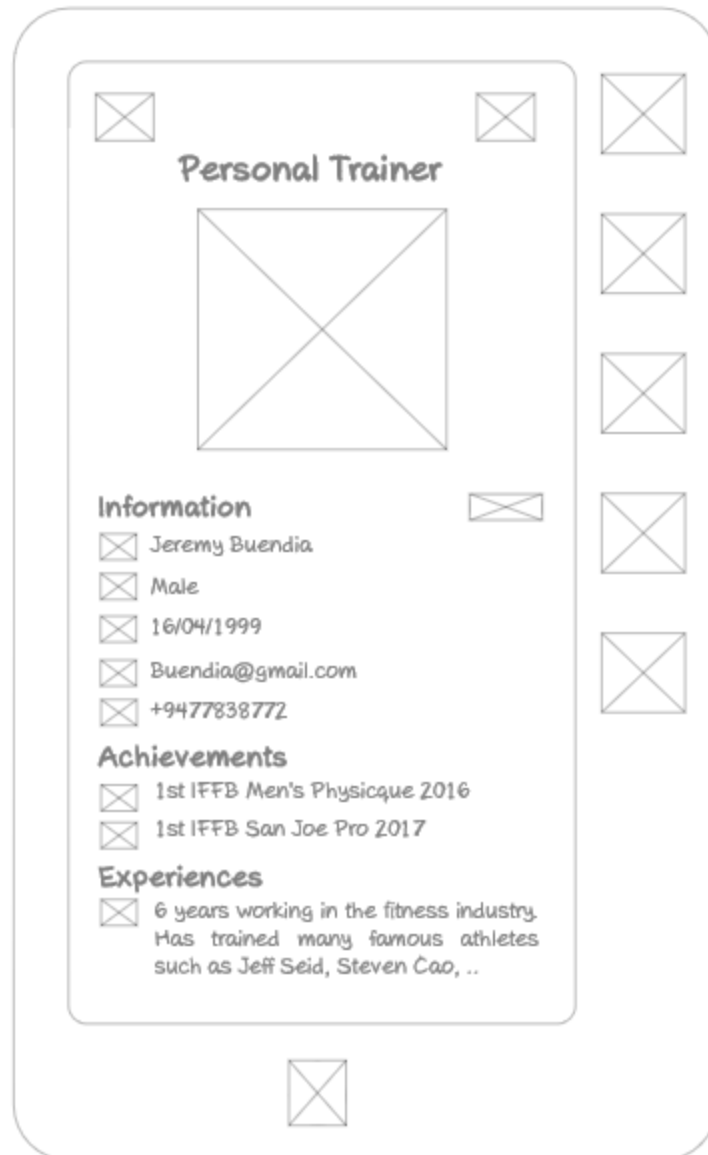 Personal Trainer
Information
Jeremy Buendia
Male
16/04/1999
Buendia@gmail.com
+9477838772
Achievements
1st IFFB Men's Physicque 2016
1st IFFB San Joe Pro 2017
Experiences
6 years working in the fitness industry.
Has trained many famous athletes
such as Jeff Seid, Steven Cao, ..